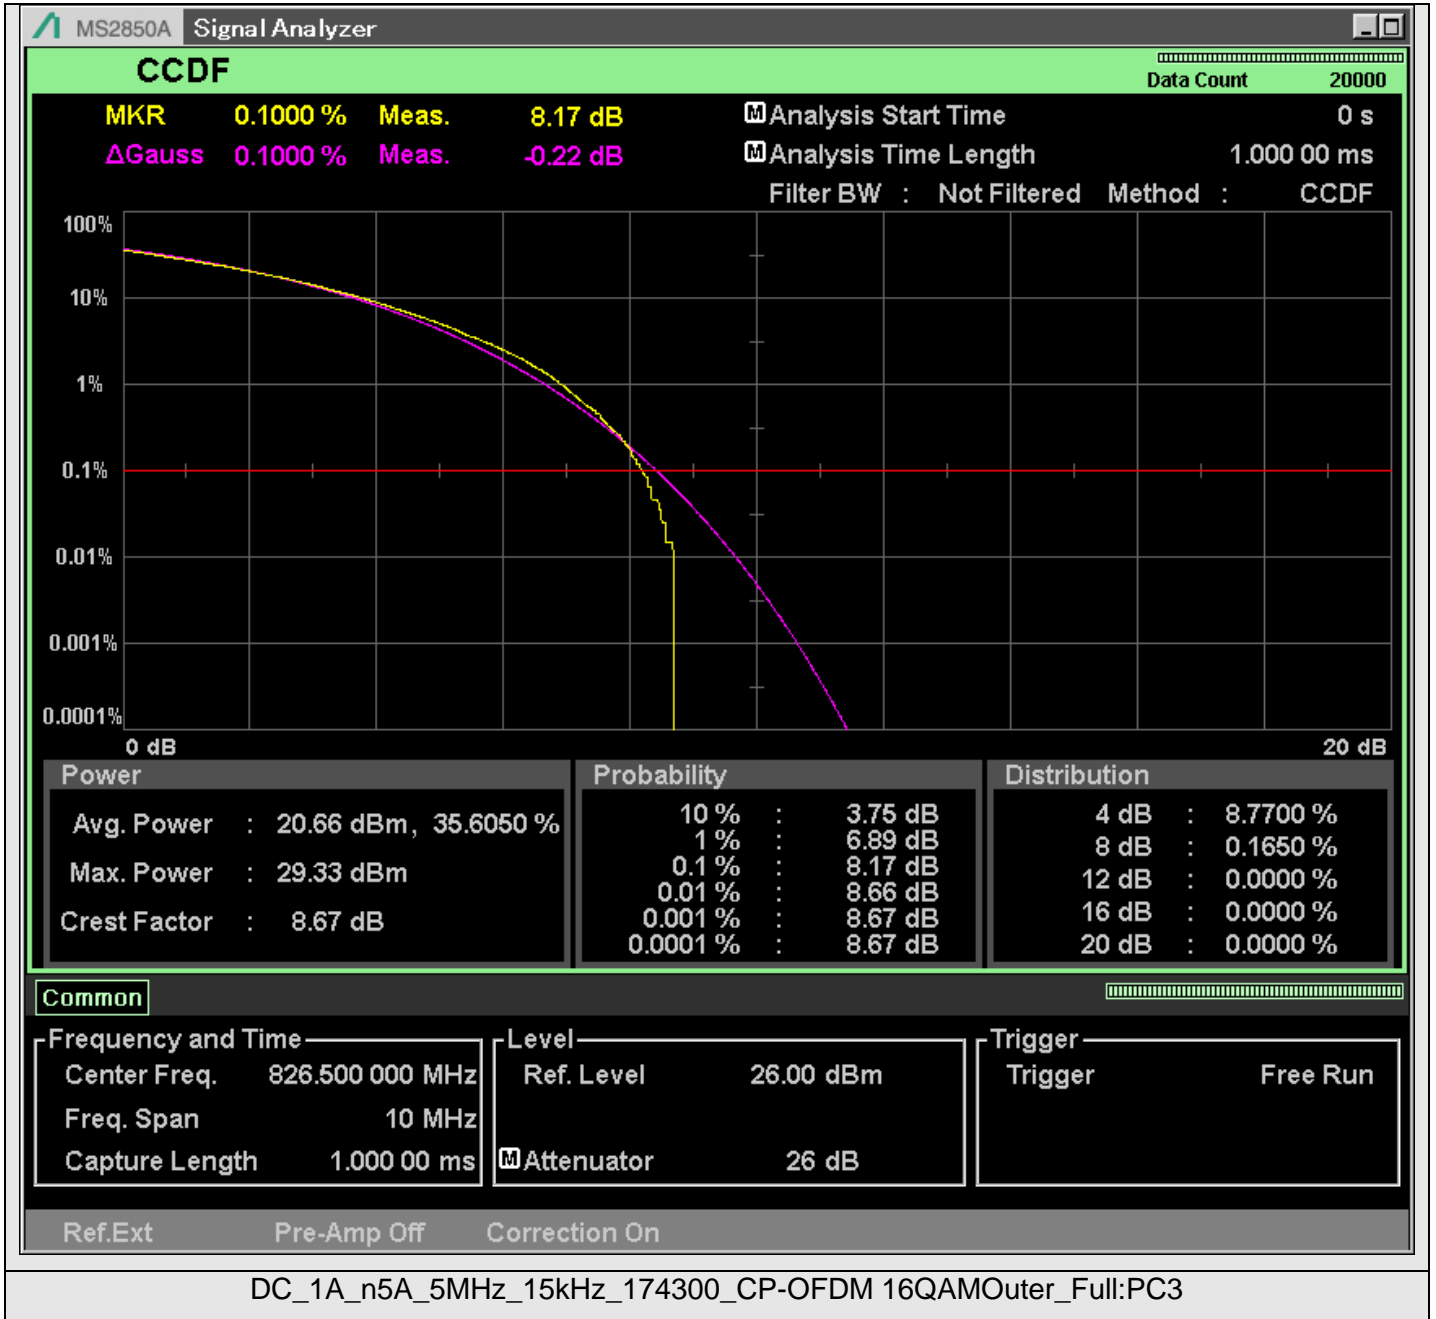 MS2850A Signal Analyzer
CCDF
Data Count 20000
MKR 0.1000 % Meas. 8.17 dB
M Analysis Start Time 0 s
ΔGauss 0.1000 % Meas. -0.22 dB
M Analysis Time Length 1.000 00 ms
Filter BW : Not Filtered Method : CCDF
100%
10%
1%
0.1%
0.01%
0.001%
0.0001%
0 dB 20 dB
Power
Avg. Power : 20.66 dBm, 35.6050 %
Max. Power : 29.33 dBm
Crest Factor : 8.67 dB
Probability
10 % : 3.75 dB
1 % : 6.89 dB
0.1 % : 8.17 dB
0.01 % : 8.66 dB
0.001 % : 8.67 dB
0.0001 % : 8.67 dB
Distribution
4 dB : 8.7700 %
8 dB : 0.1650 %
12 dB : 0.0000 %
16 dB : 0.0000 %
20 dB : 0.0000 %
Common
Frequency and Time
Center Freq. 826.500 000 MHz
Freq. Span 10 MHz
Capture Length 1.000 00 ms
Level
Ref. Level 26.00 dBm
M Attenuator 26 dB
Trigger
Trigger Free Run
Ref.Ext Pre-Amp Off Correction On
DC_1A_n5A_5MHz_15kHz_174300_CP-OFDM 16QAMOuter_Full:PC3